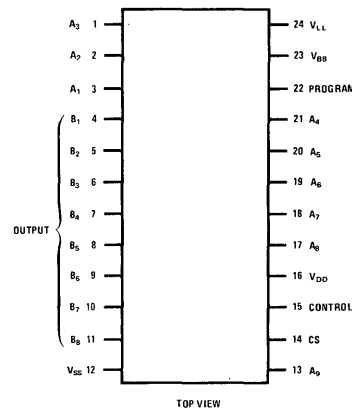 A3 1
A2 2
A1 3
B1 4
B2 5
B3 6
B4 7
B5 8
B6 9
B7 10
B8 11
VSS 12
OUTPUT
24 VLL
23 VBB
22 PROGRAM
21 A4
20 A5
19 A6
18 A7
17 A8
16 VDD
15 CONTROL
14 CS
13 A9
TOP VIEW